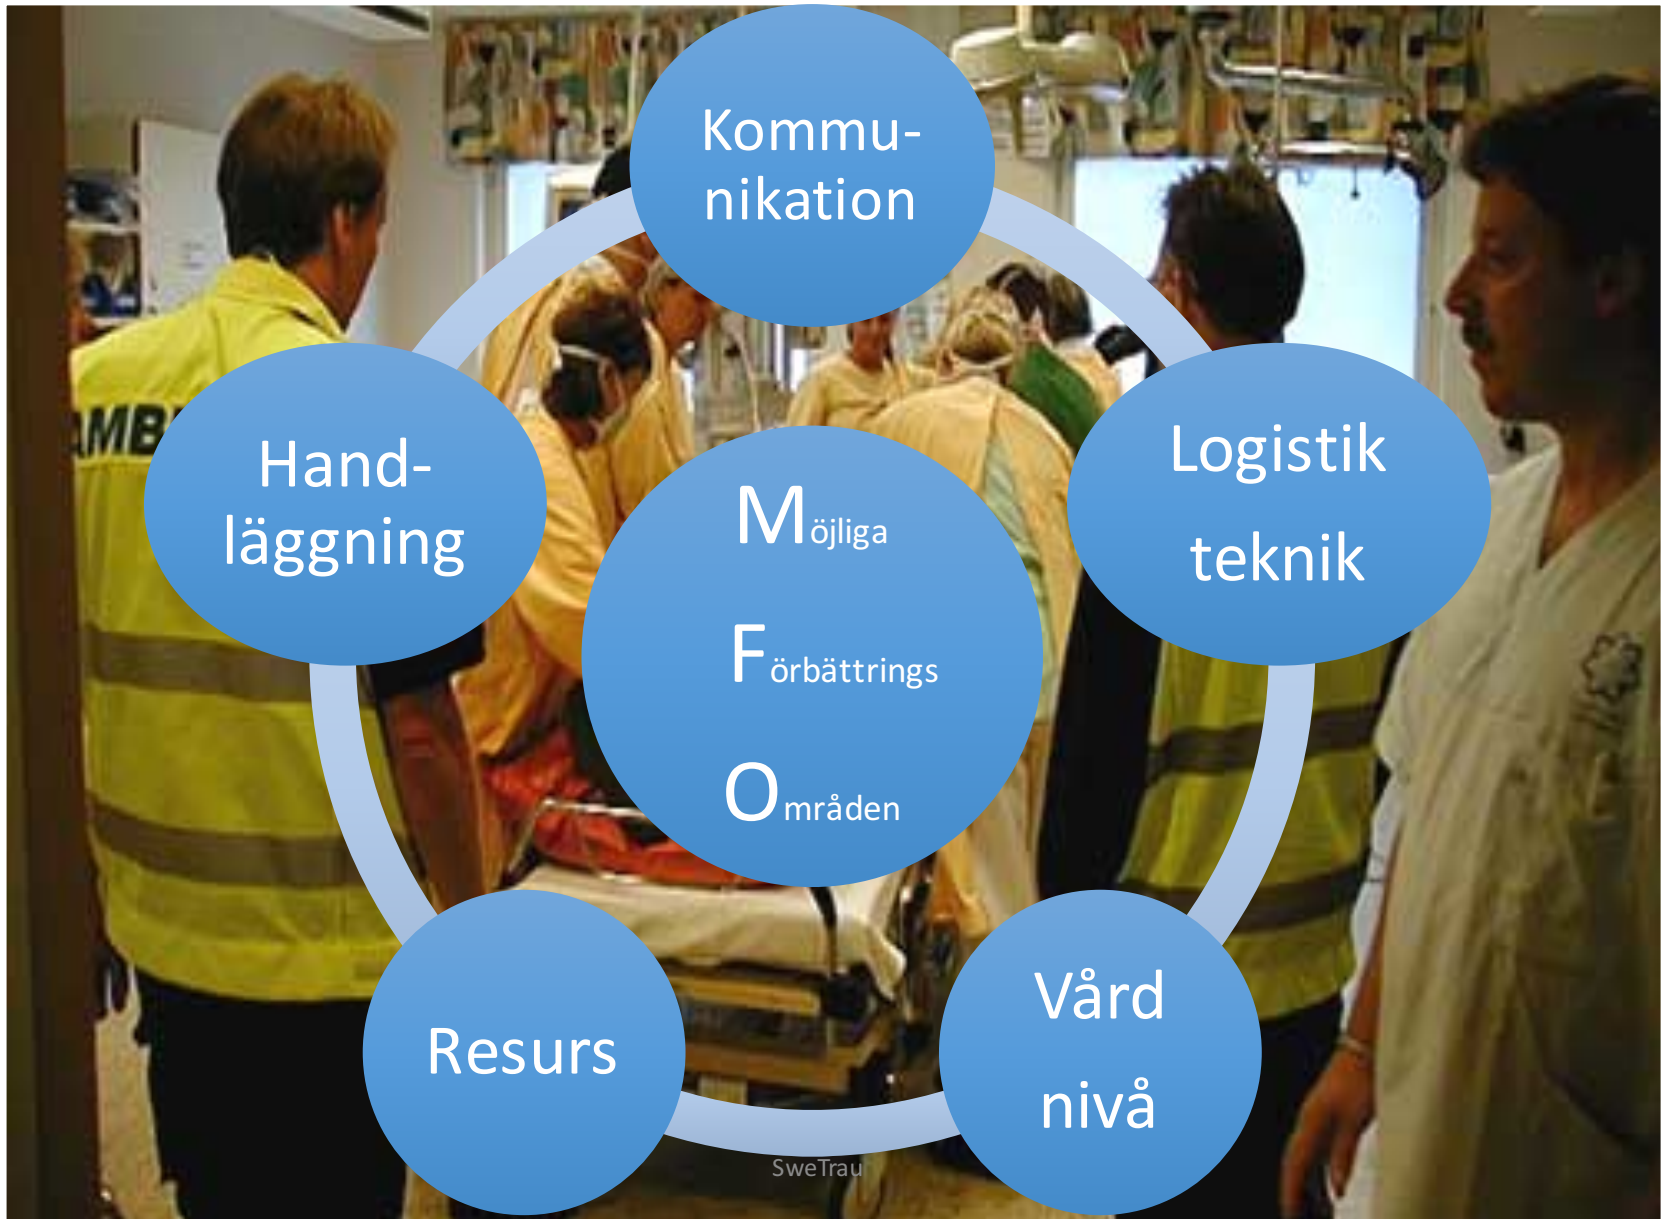 Kommu-
nikation
Logistik
teknik
Vård
nivå
Resurs
Hand-
läggning
Möjliga
Förbättrings
Områden
AMB
SweTrau